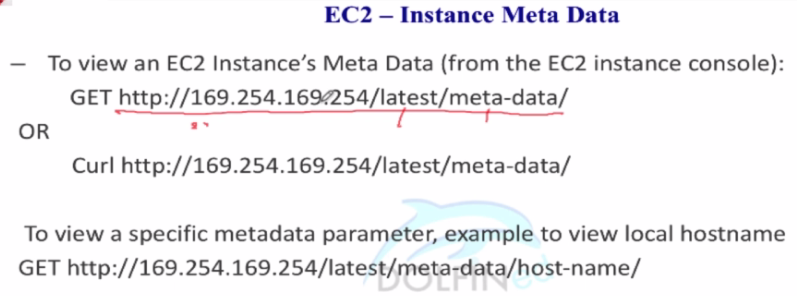 EC2 – Instance Meta Data
– To view an EC2 Instance's Meta Data (from the EC2 instance console):
GET http://169.254.169.254/latest/meta-data/
OR
Curl http://169.254.169.254/latest/meta-data/
To view a specific metadata parameter, example to view local hostname
GET http://169.254.169.254/latest/meta-data/host-name/
DOLFIN